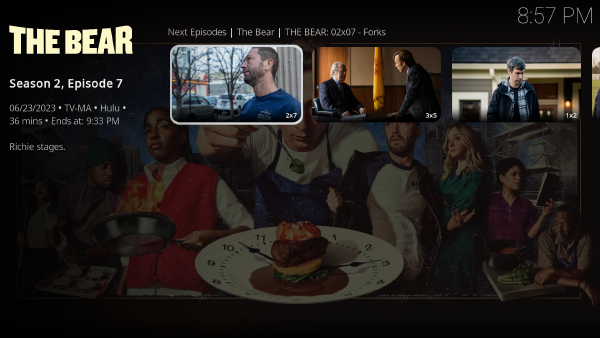 8:57 PM
THE BEAR
Next Episodes | The Bear | THE BEAR: 02x07 - Forks
Season 2, Episode 7
06/23/2023 • TV-MA • Hulu •
36 mins • Ends at: 9:33 PM
Richie stages.
2x7
3x5
1x2